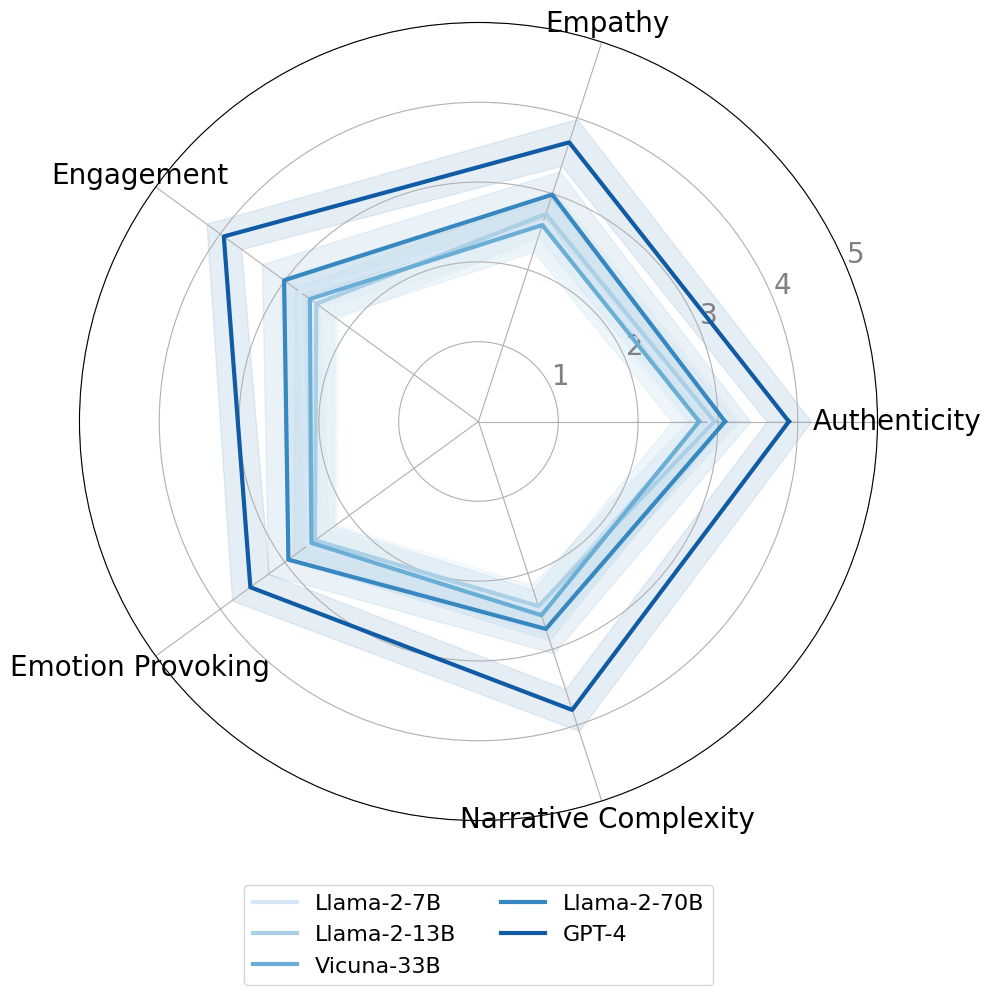 Empathy
Engagement
5
4
3
2
1
Authenticity
Emotion Provoking
Narrative Complexity
Llama-2-7B
Llama-2-13B
Vicuna-33B
Llama-2-70B
GPT-4